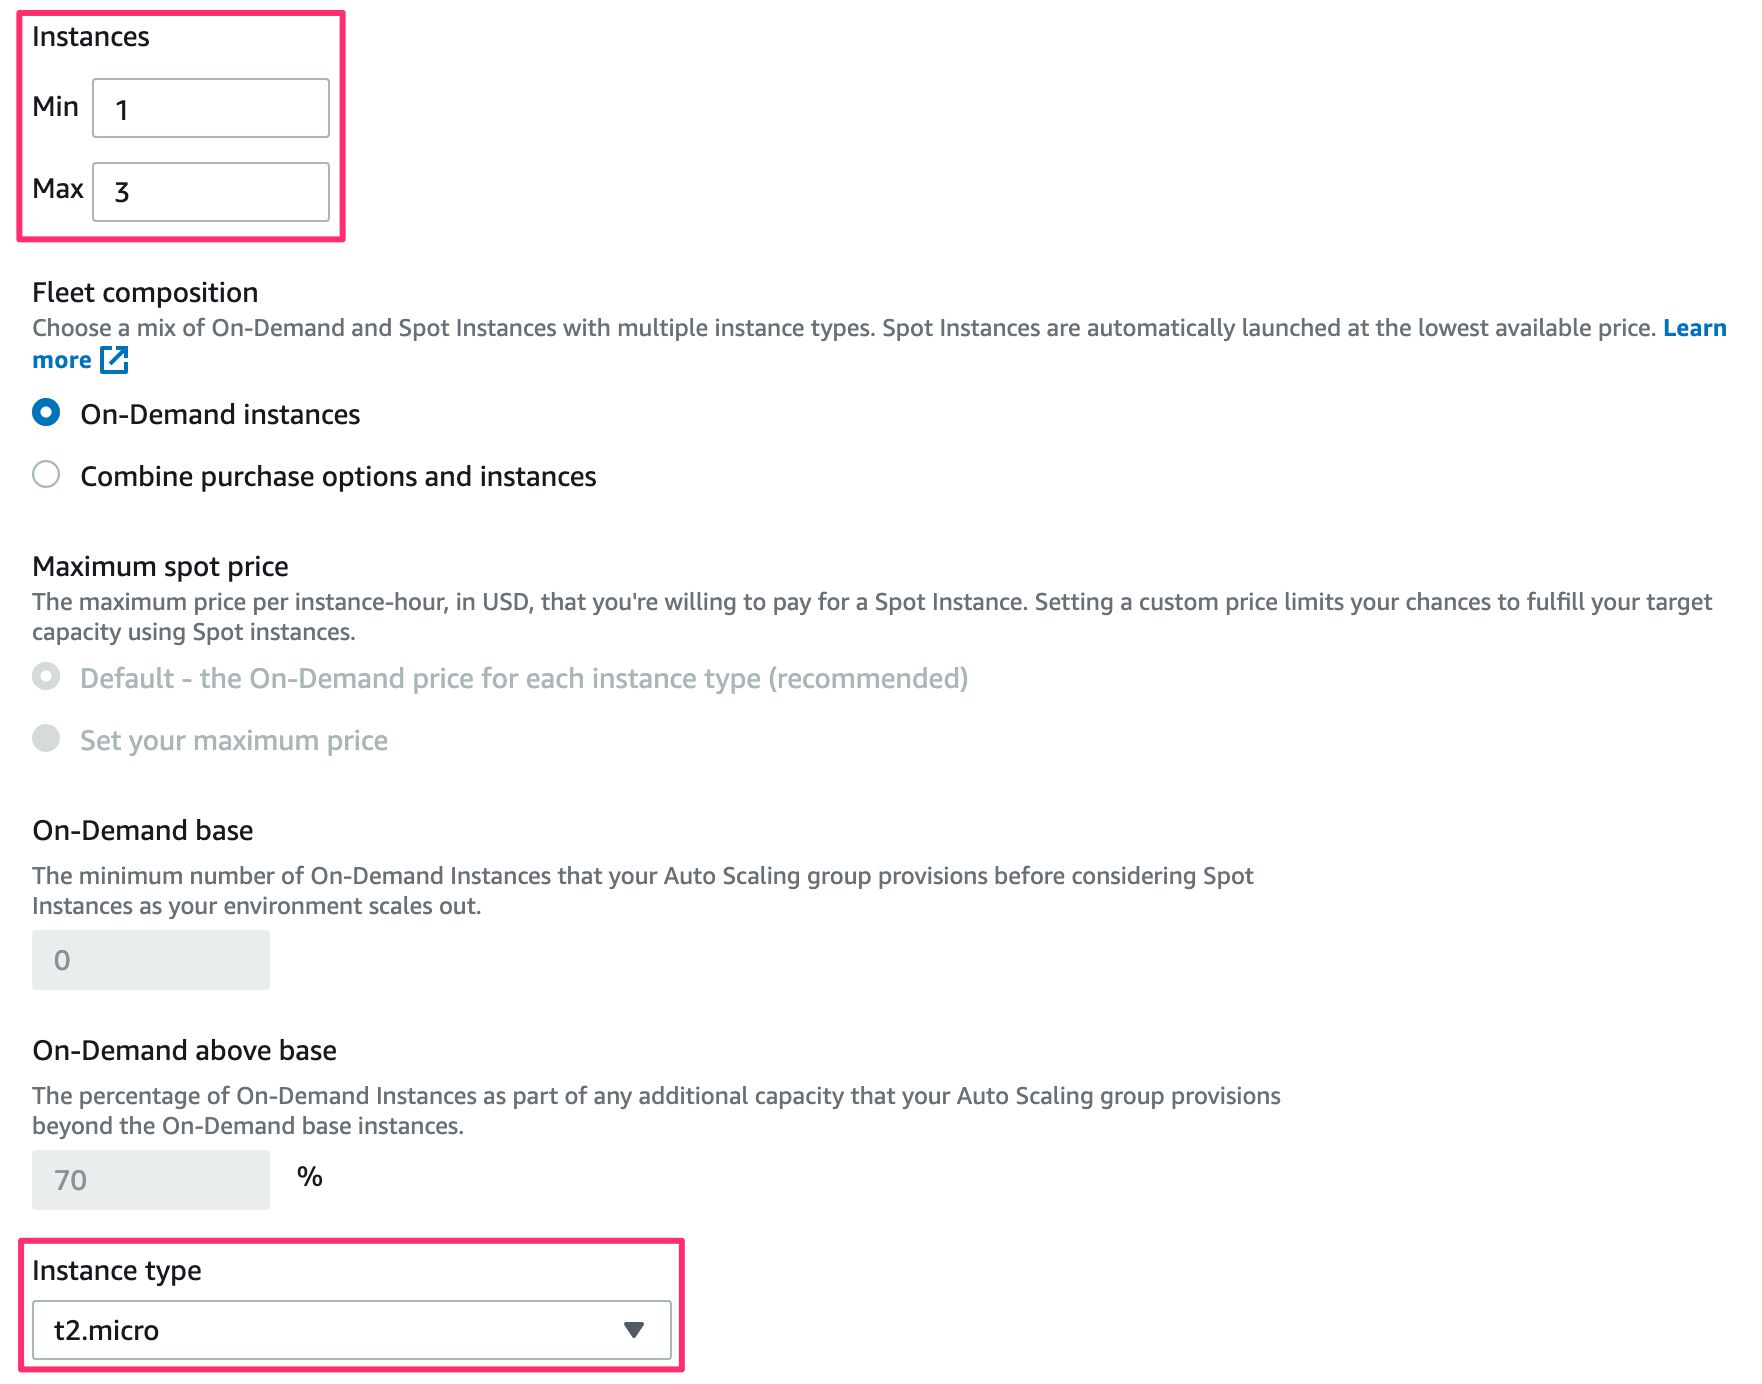 Instances
Min 1
Max 3
Fleet composition
Choose a mix of On-Demand and Spot Instances with multiple instance types. Spot Instances are automatically launched at the lowest available price. Learn
more
On-Demand instances
Combine purchase options and instances
Maximum spot price
The maximum price per instance-hour, in USD, that you're willing to pay for a Spot Instance. Setting a custom price limits your chances to fulfill your target
capacity using Spot instances.
Default - the On-Demand price for each instance type (recommended)
Set your maximum price
On-Demand base
The minimum number of On-Demand Instances that your Auto Scaling group provisions before considering Spot
Instances as your environment scales out.
0
On-Demand above base
The percentage of On-Demand Instances as part of any additional capacity that your Auto Scaling group provisions
beyond the On-Demand base instances.
70 %
Instance type
t2.micro